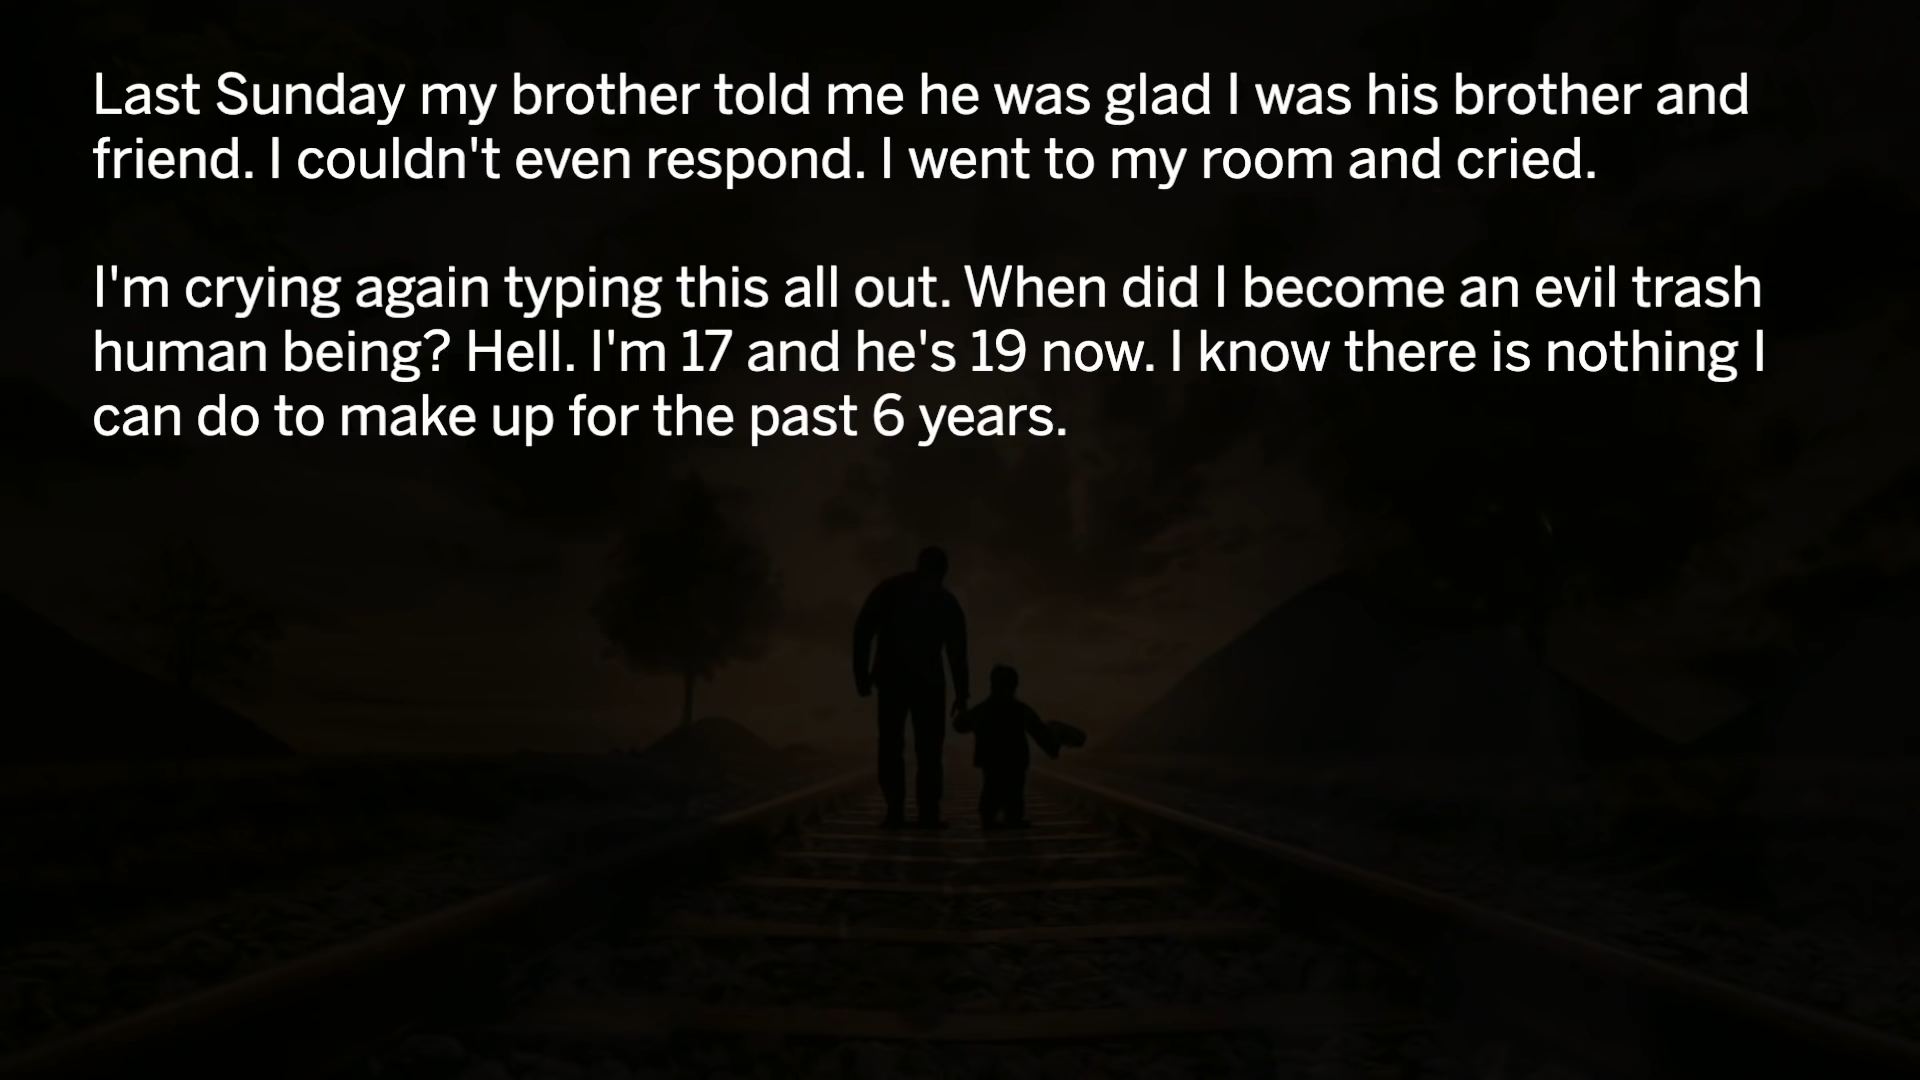 Last Sunday my brother told me he was glad I was his brother and
friend. I couldn't even respond. I went to my room and cried.
I'm crying again typing this all out. When did I become an evil trash
human being? Hell. I'm 17 and he's 19 now. I know there is nothing I
can do to make up for the past 6 years.